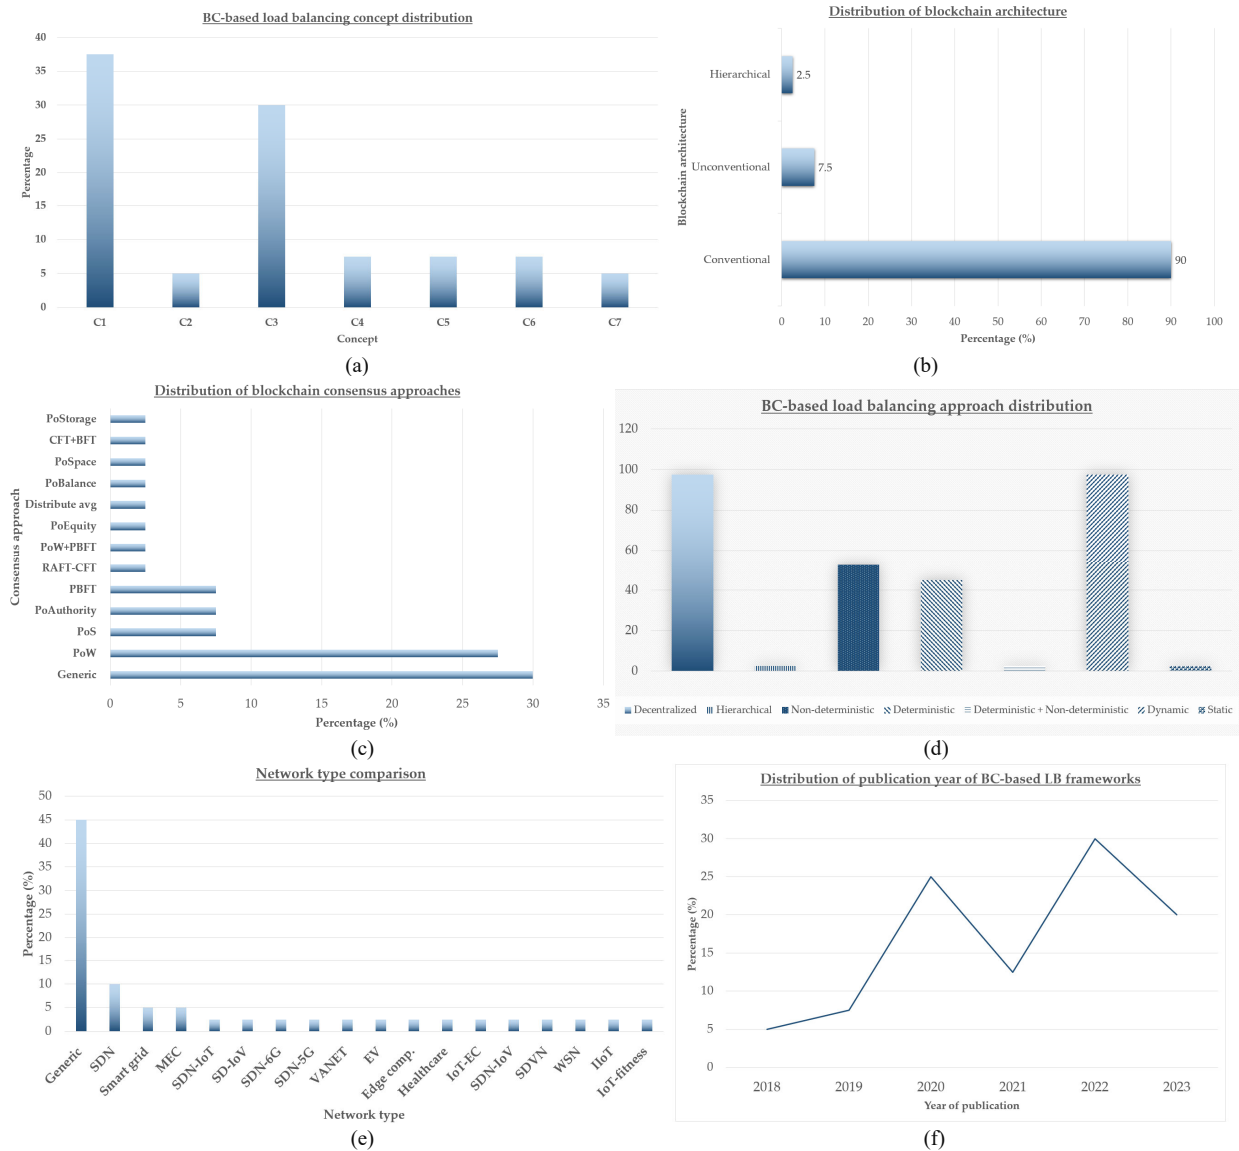 BC-based load balancing concept distribution
40
35
30
25
20
15
10
5
0
Percentage
C1 C2 C3 C4 C5 C6 C7
Concept
(a)
Distribution of blockchain architecture
Blockchain architecture
Hierarchical 2.5
Unconventional 7.5
Conventional 90
0 10 20 30 40 50 60 70 80 90 100
Percentage (%)
(b)
Distribution of blockchain consensus approaches
Consensus approach
PoStorage
CFT+BFT
PoSpace
PoBalance
Distribute avg
PoEquity
PoW+PBFT
RAFT-CFT
PBFT
PoAuthority
PoS
PoW
Generic
0 5 10 15 20 25 30 35
Percentage (%)
(c)
BC-based load balancing approach distribution
120
100
80
60
40
20
0
Decentralized Hierarchical Non-deterministic Deterministic Deterministic + Non-deterministic Dynamic Static
(d)
Network type comparison
50
45
40
35
30
25
20
15
10
5
0
Percentage (%)
Generic SDN Smart grid MEC SDN-IoT SD-IoV SDN-6G SDN-5G VANET EV Edge comp. Healthcare IoT-EC SDN-IoV SDVN WSN IIoT IoT-fitness
Network type
(e)
Distribution of publication year of BC-based LB frameworks
35
30
25
20
15
10
5
0
Percentage (%)
2018 2019 2020 2021 2022 2023
Year of publication
(f)